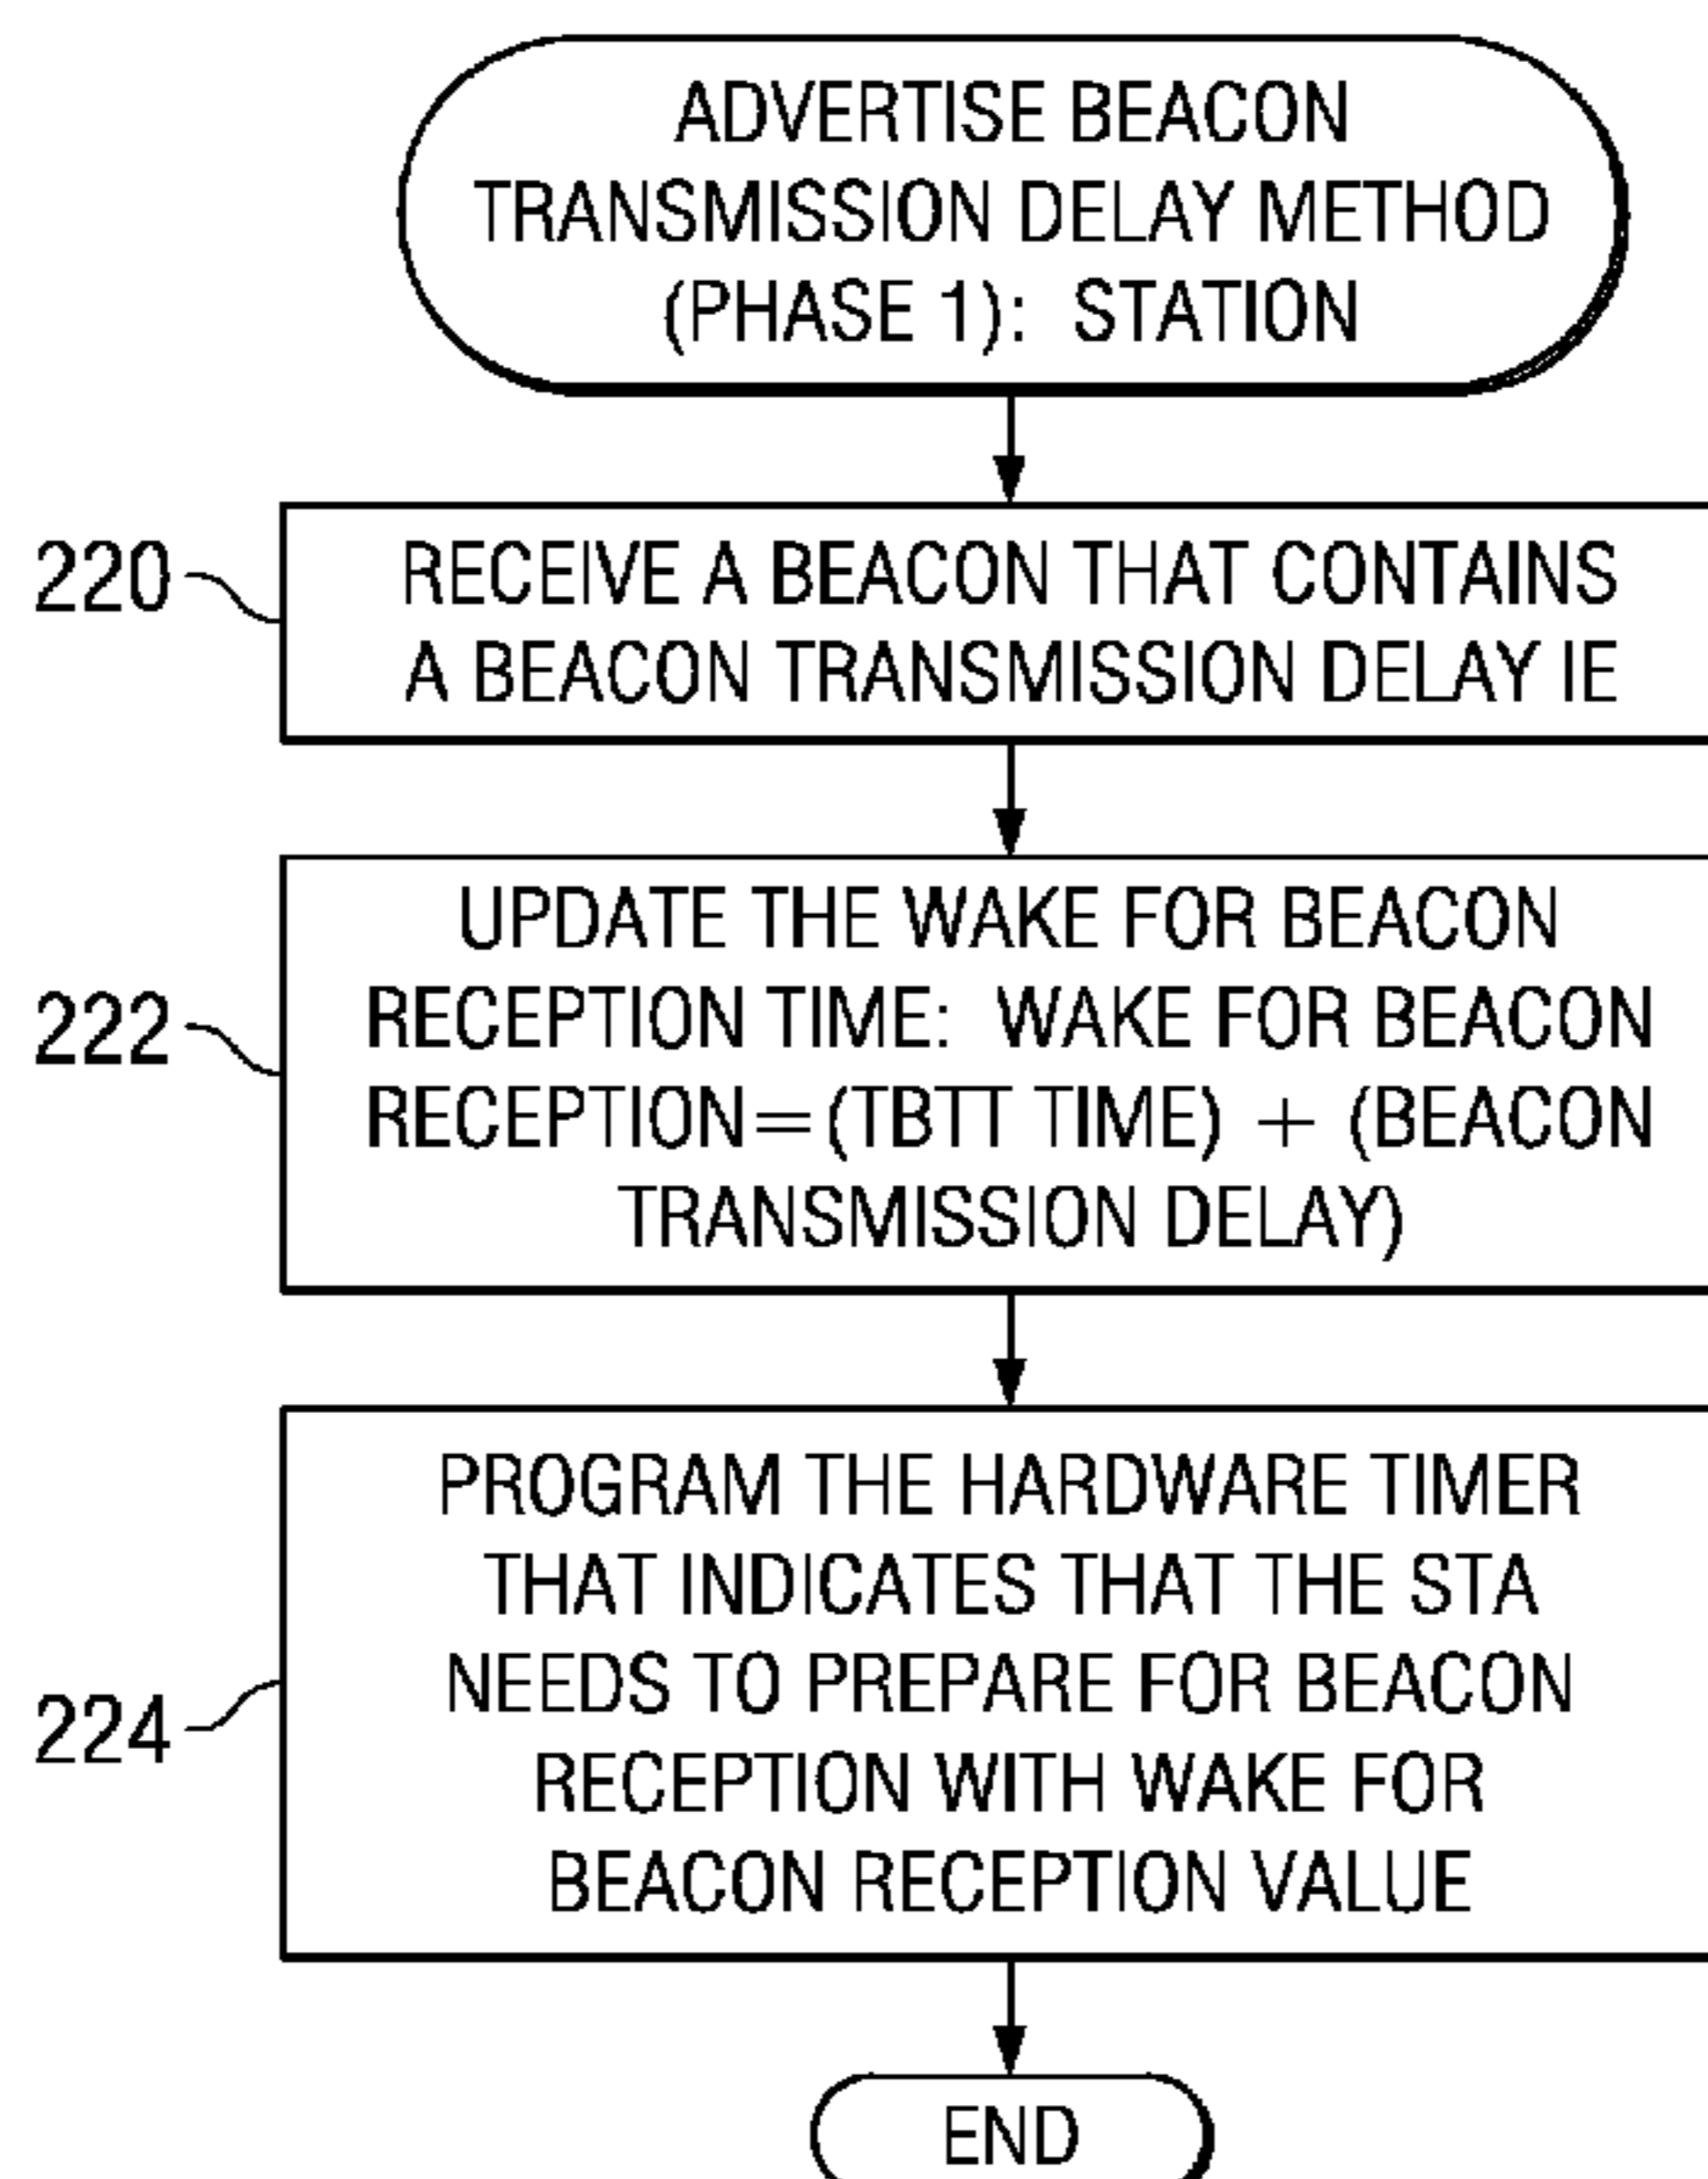 ADVERTISE BEACON
TRANSMISSION DELAY METHOD
(PHASE 1): STATION
220
RECEIVE A BEACON THAT CONTAINS
A BEACON TRANSMISSION DELAY IE
222
UPDATE THE WAKE FOR BEACON
RECEPTION TIME: WAKE FOR BEACON
RECEPTION=(TBTT TIME) + (BEACON
TRANSMISSION DELAY)
224
PROGRAM THE HARDWARE TIMER
THAT INDICATES THAT THE STA
NEEDS TO PREPARE FOR BEACON
RECEPTION WITH WAKE FOR
BEACON RECEPTION VALUE
END